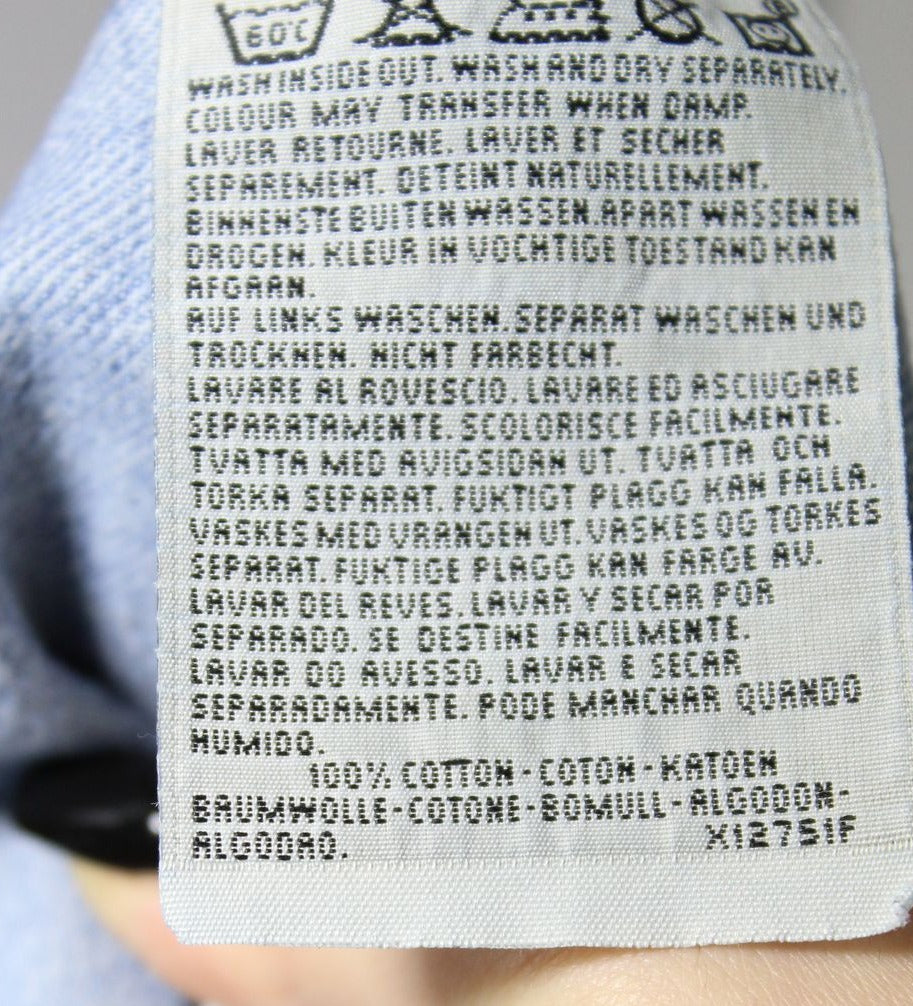 60°C
WASH INSIDE OUT. WASH AND DRY SEPARATELY.
COLOUR MAY TRANSFER WHEN DAMP.
LAVER RETOURNE. LAVER ET SECHER
SEPAREMENT. DETEINT NATURELLEMENT.
BINNENSTE BUITEN WASSEN. APART WASSEN EN
DROGEN. KLEUR IN VOCHTIGE TOESTAND KAN
AFGAAN.
AUF LINKS WASCHEN. SEPARAT WASCHEN UND
TROCKNEN. NICHT FARBECHT.
LAVARE AL ROVESCIO. LAVARE ED ASCIUGARE
SEPARATAMENTE. SCOLORISCE FACILMENTE.
TVATTA MED AVIGSIDAN UT. TVATTA OCH
TORKA SEPARAT. FUKTIGT PLAGG KAN FALLA.
VASKES MED VRANGEN UT. VASKES OG TORKES
SEPARAT. FUKTIGE PLAGG KAN FARGE AV.
LAVAR DEL REVES. LAVAR Y SECAR POR
SEPARADO. SE DESTINE FACILMENTE.
LAVAR DO AVESSO. LAVAR E SECAR
SEPARADAMENTE. PODE MANCHAR QUANDO
HUMIDO.
100% COTTON - COTON - KATOEN
BAUMWOLLE - COTONE - BOMULL - ALGODON -
ALGODAO. X12751F